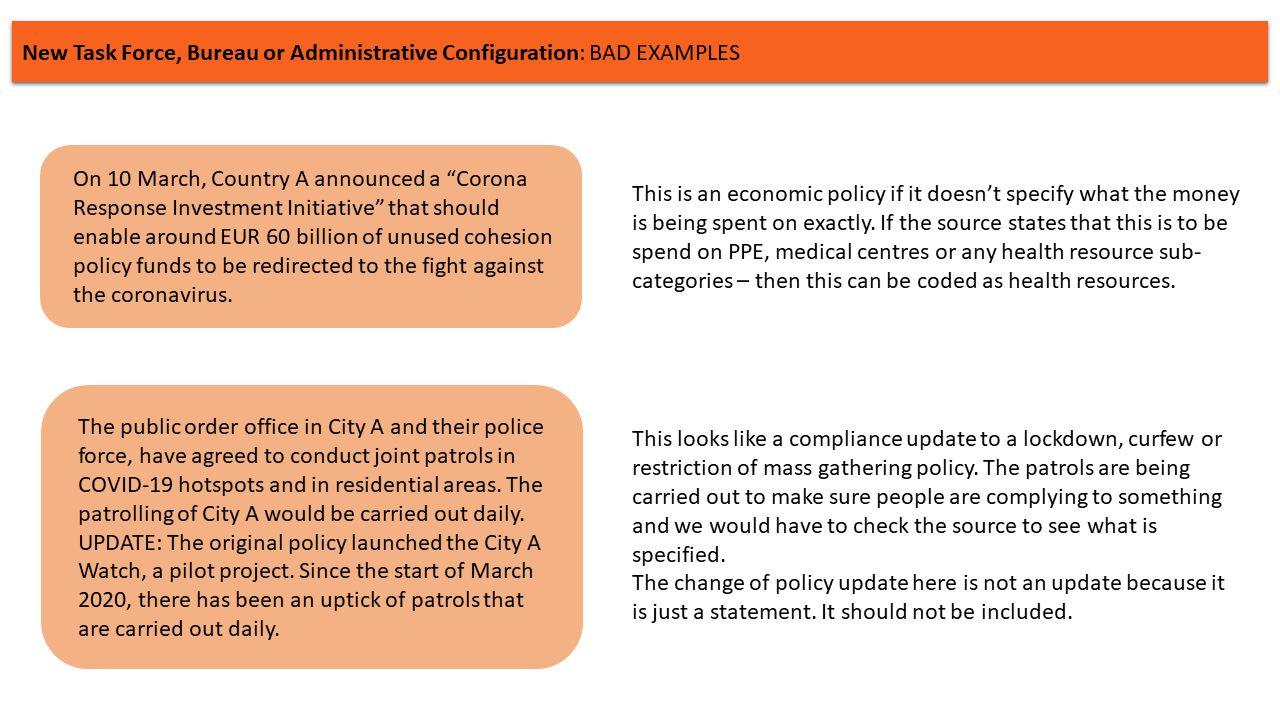 New Task Force, Bureau or Administrative Configuration: BAD EXAMPLES
On 10 March, Country A announced a “Corona
Response Investment Initiative” that should
enable around EUR 60 billion of unused cohesion
policy funds to be redirected to the fight against
the coronavirus.
This is an economic policy if it doesn’t specify what the money
is being spent on exactly. If the source states that this is to be
spend on PPE, medical centres or any health resource sub-
categories – then this can be coded as health resources.
The public order office in City A and their police
force, have agreed to conduct joint patrols in
COVID-19 hotspots and in residential areas. The
patrolling of City A would be carried out daily.
UPDATE: The original policy launched the City A
Watch, a pilot project. Since the start of March
2020, there has been an uptick of patrols that
are carried out daily.
This looks like a compliance update to a lockdown, curfew or
restriction of mass gathering policy. The patrols are being
carried out to make sure people are complying to something
and we would have to check the source to see what is
specified.
The change of policy update here is not an update because it
is just a statement. It should not be included.